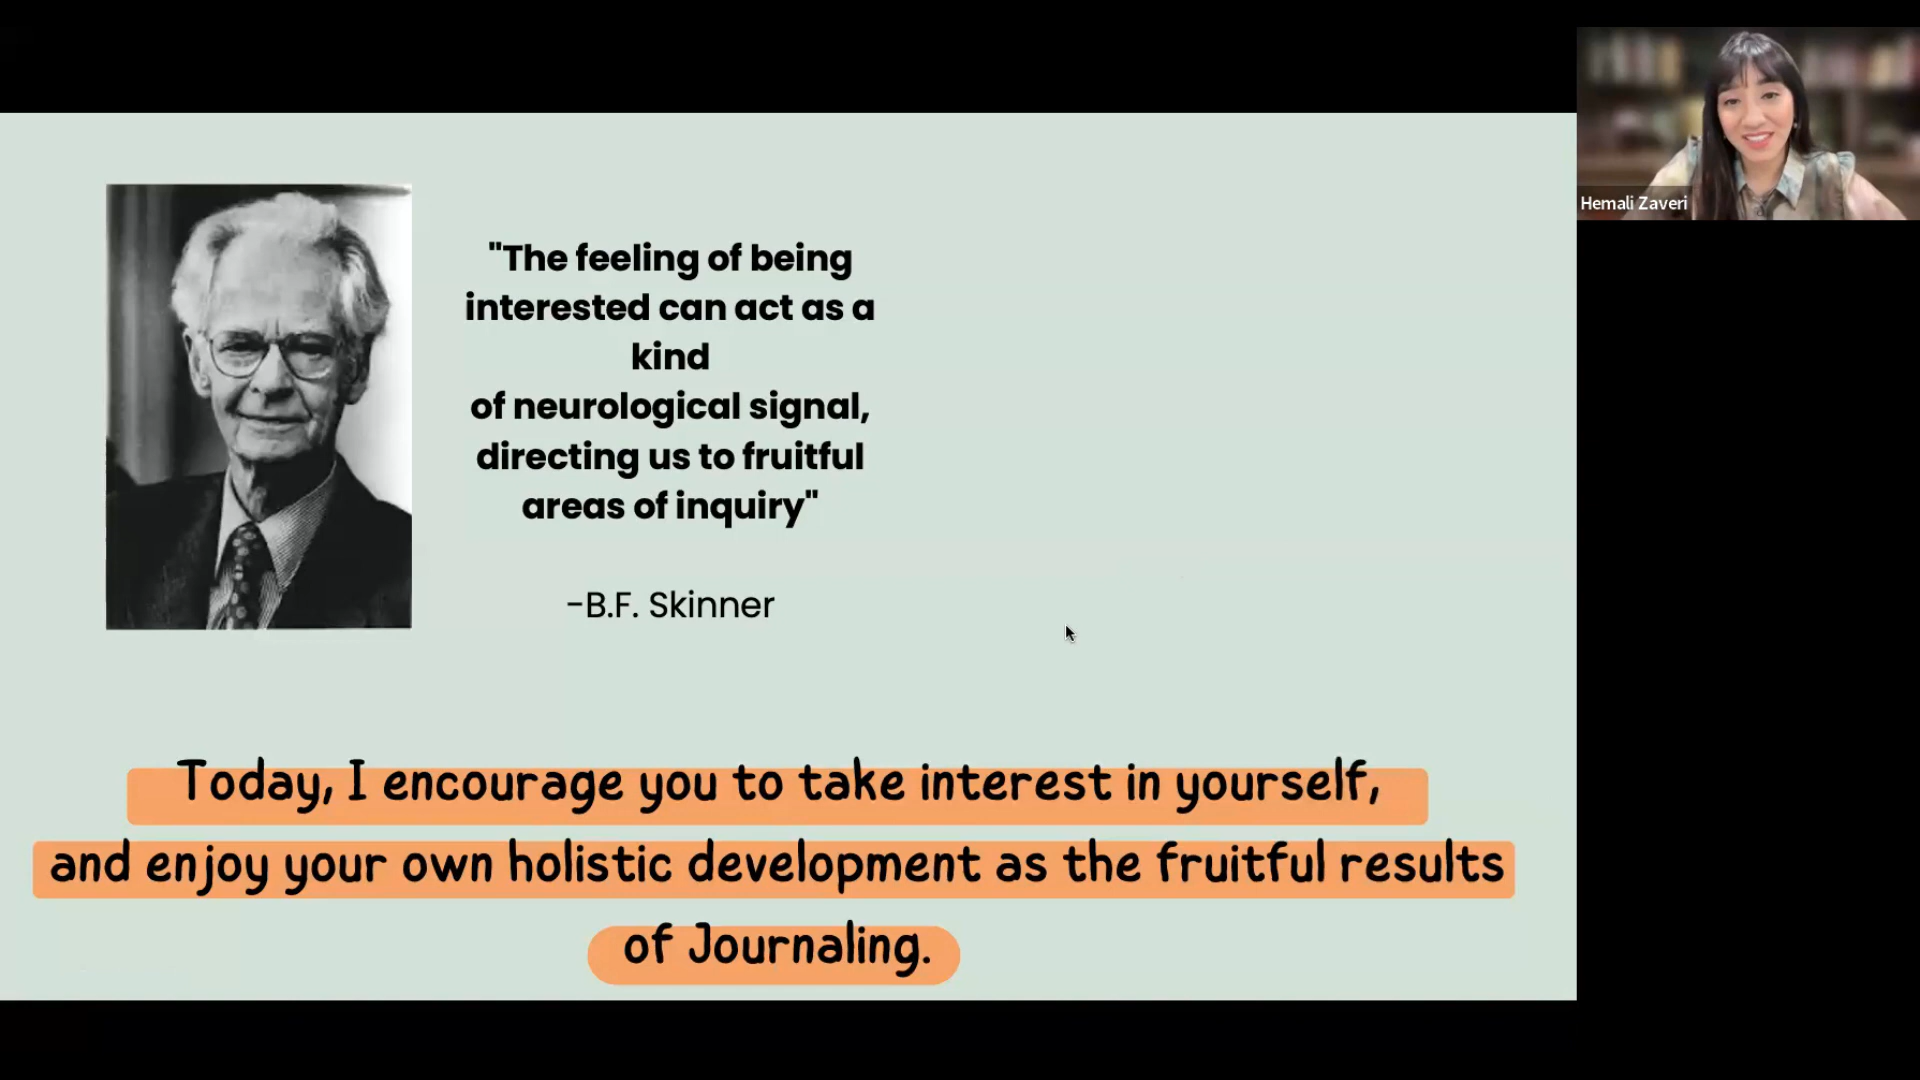 Hemali Zaveri
"The feeling of being
interested can act as a
kind
of neurological signal,
directing us to fruitful
areas of inquiry"
-B.F. Skinner
Today, I encourage you to take interest in yourself,
and enjoy your own holistic development as the fruitful results
of Journaling.